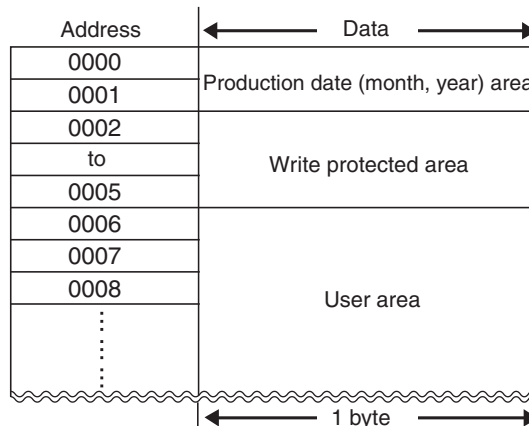 Address Data
0000
Production date (month, year) area
0001
0002
to Write protected area
0005
0006
0007
0008 User area
1 byte